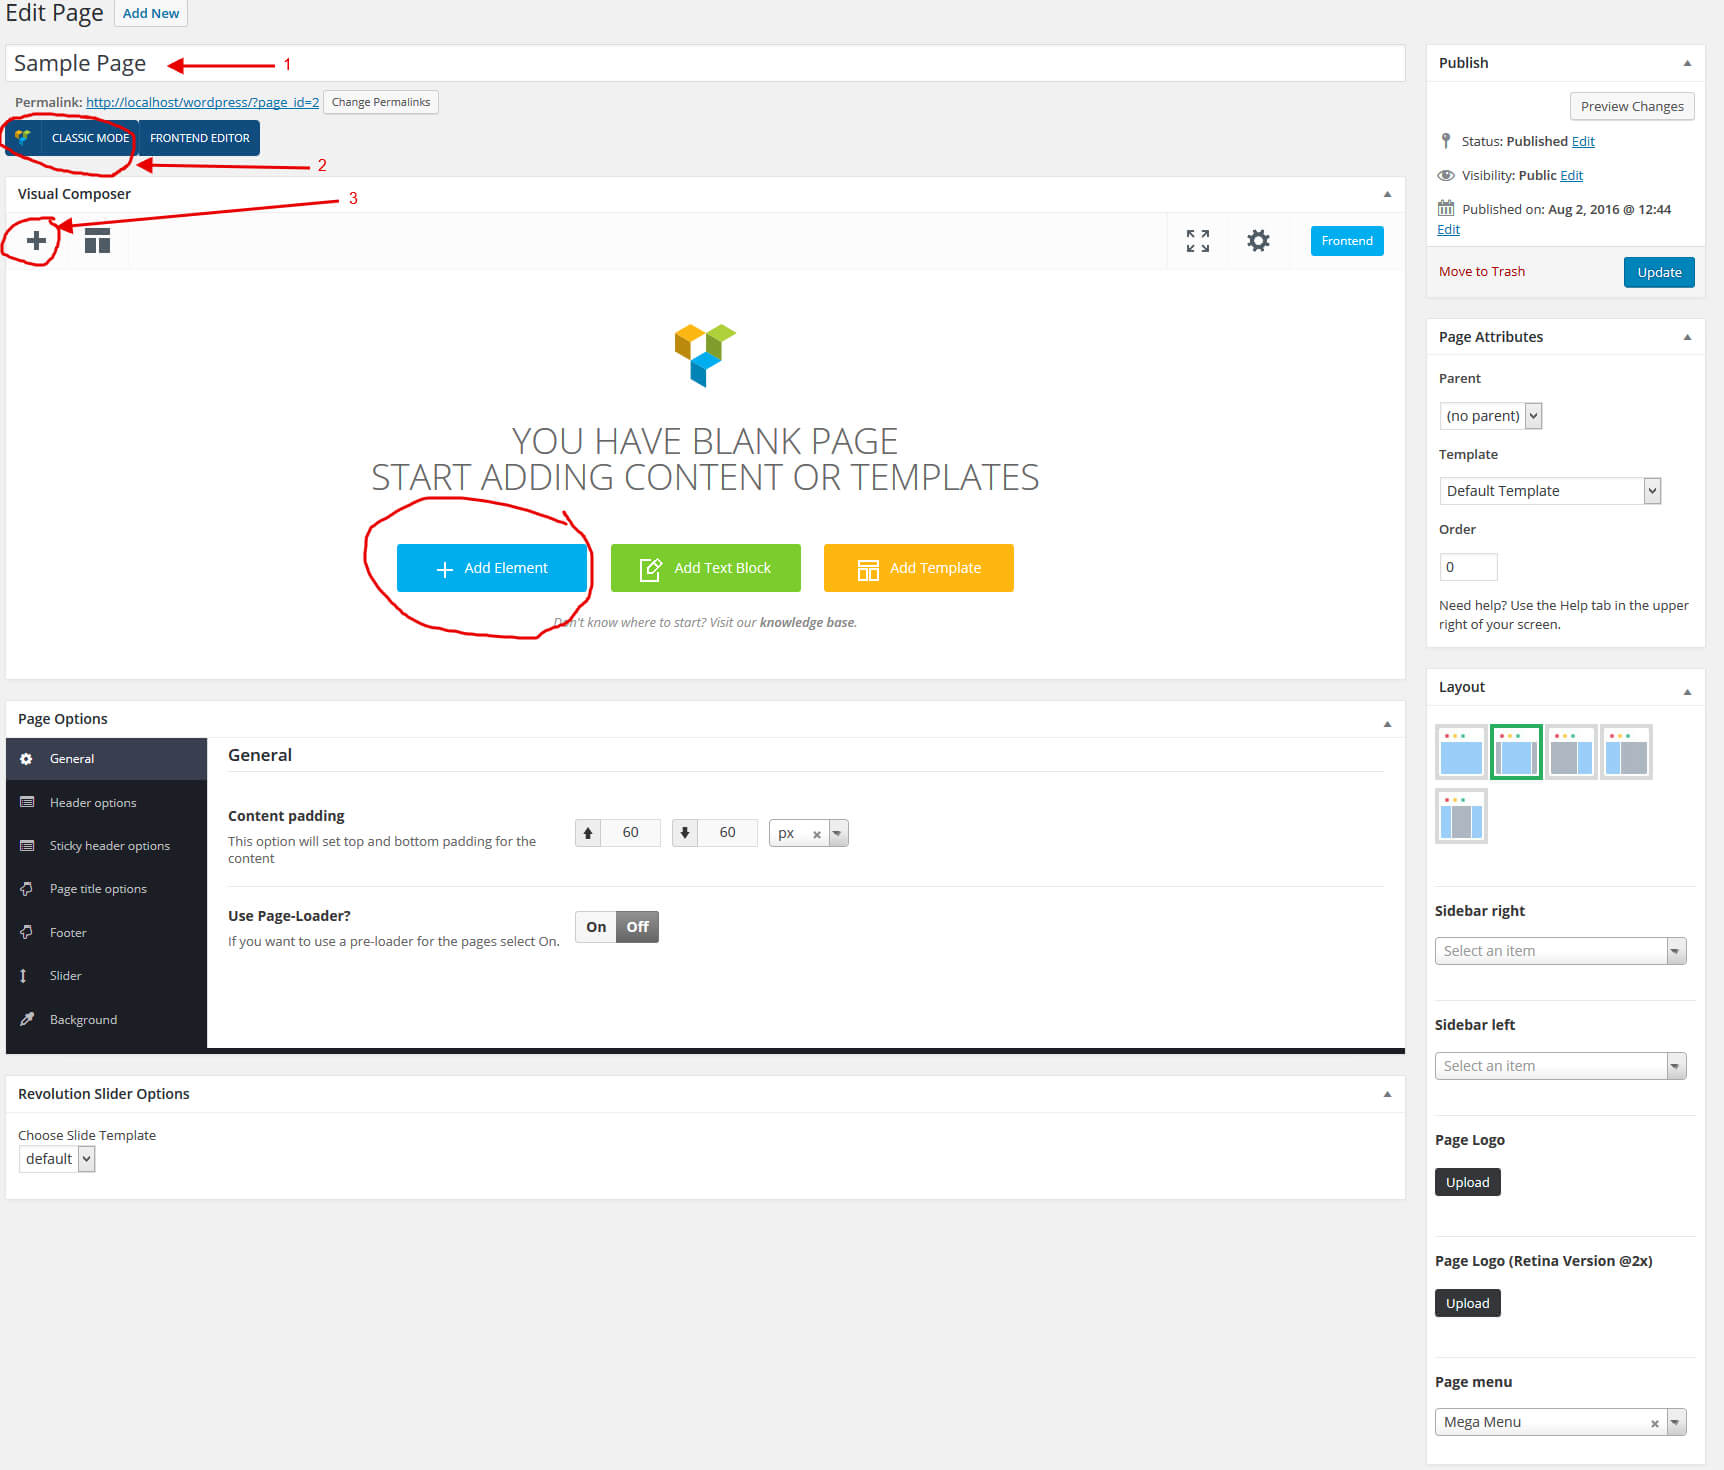 Edit Page Add New
Sample Page 1
Permalink: http://localhost/wordpress/?page_id=2 Change Permalinks
CLASSIC MODE FRONTEND EDITOR
2
Visual Composer
3
Frontend
YOU HAVE BLANK PAGE
START ADDING CONTENT OR TEMPLATES
Add Element Add Text Block Add Template
Don't know where to start? Visit our knowledge base.
Page Options
General
Header options
Sticky header options
Page title options
Footer
Slider
Background
General
Content padding
This option will set top and bottom padding for the
content
60 60 px
Use Page-Loader?
If you want to use a pre-loader for the pages select On.
On Off
Revolution Slider Options
Choose Slide Template
default
Publish
Preview Changes
Status: Published Edit
Visibility: Public Edit
Published on: Aug 2, 2016 @ 12:44
Edit
Move to Trash Update
Page Attributes
Parent
(no parent)
Template
Default Template
Order
0
Need help? Use the Help tab in the upper
right of your screen.
Layout
Sidebar right
Select an item
Sidebar left
Select an item
Page Logo
Upload
Page Logo (Retina Version @2x)
Upload
Page menu
Mega Menu